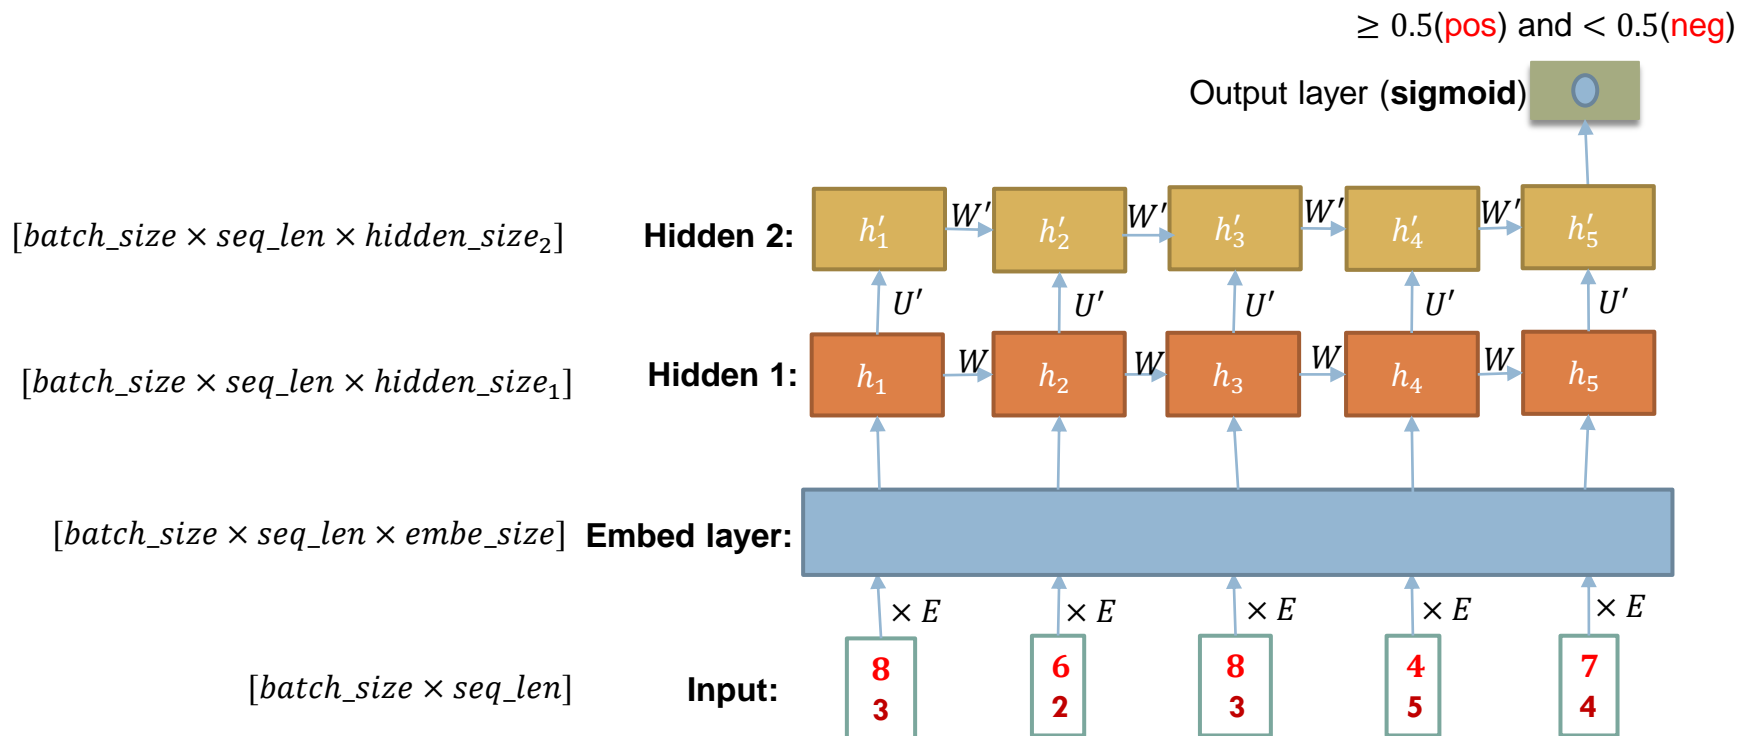 ≥ 0.5(pos) and < 0.5(neg)
Output layer (sigmoid)
[batch_size × seq_len × hidden_size₂] Hidden 2: h′₁ W' h′₂ W' h′₃ W' h′₄ W' h′₅
U' U' U' U' U'
[batch_size × seq_len × hidden_size₁] Hidden 1: h₁ W h₂ W h₃ W h₄ W h₅
[batch_size × seq_len × embe_size] Embed layer:
× E × E × E × E × E
[batch_size × seq_len] Input:
8 6 8 4 7
3 2 3 5 4